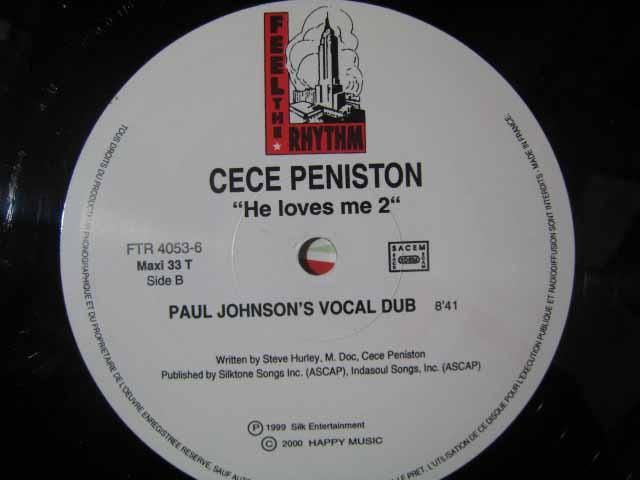 FEEL THE
RHYTHM
CECE PENISTON
"He loves me 2"
FTR 4053-6
Maxi 33 T
Side B
SACEM
PAUL JOHNSON'S VOCAL DUB 8'41
Written by Steve Hurley, M. Doc, Cece Peniston
Published by Silktone Songs Inc. (ASCAP), Indasoul Songs, Inc. (ASCAP)
Ⓟ 1999 Silk Entertainment
© 2000 HAPPY MUSIC
TOUS DROITS DU PRODUCTEUR PHONOGRAPHIQUE ET DU PROPRIETAIRE DE L'OEUVRE ENREGISTREE RESERVES, SAUF
LE PRET, L'UTILISATION DE CE DISQUE POUR L'EXECUTION PUBLIQUE ET RADIODIFFUSION SONT INTERDITS - MADE IN FRANCE.